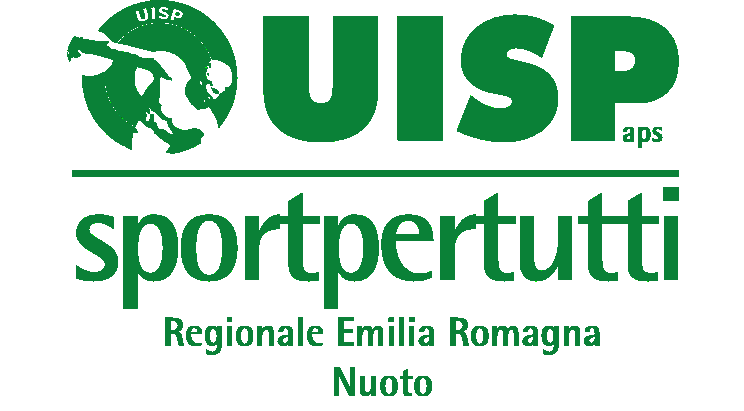 UISP
UISP
aps
sportpertutti
Regionale Emilia Romagna
Nuoto